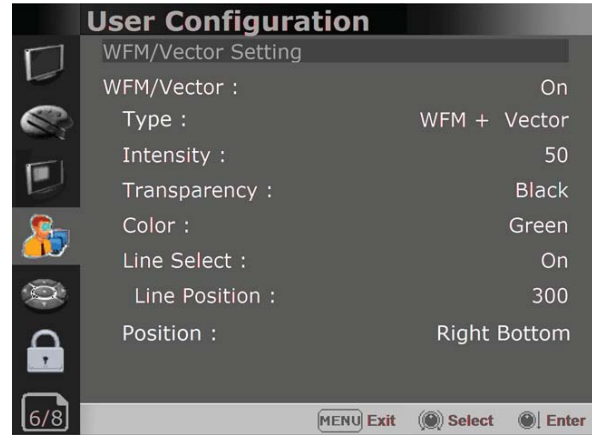 User Configuration
WFM/Vector Setting
WFM/Vector : On
Type : WFM + Vector
Intensity : 50
Transparency : Black
Color : Green
Line Select : On
Line Position : 300
Position : Right Bottom
6/8 MENU Exit Select Enter